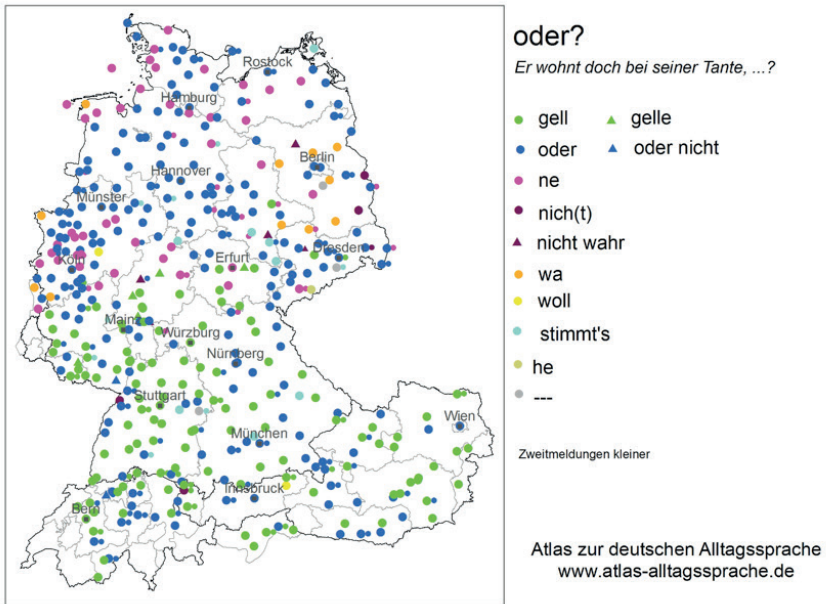 oder?
Er wohnt doch bei seiner Tante, ...?
gell
gelle
oder
oder nicht
ne
nich(t)
nicht wahr
wa
woll
stimmt's
he
---
Zweitmeldungen kleiner
Atlas zur deutschen Alltagssprache
www.atlas-alltagssprache.de
Rostock
Hamburg
Berlin
Hannover
Münster
Köln
Erfurt
Dresden
Mainz
Würzburg
Nürnberg
Stuttgart
Wien
München
Innsbruck
Bern